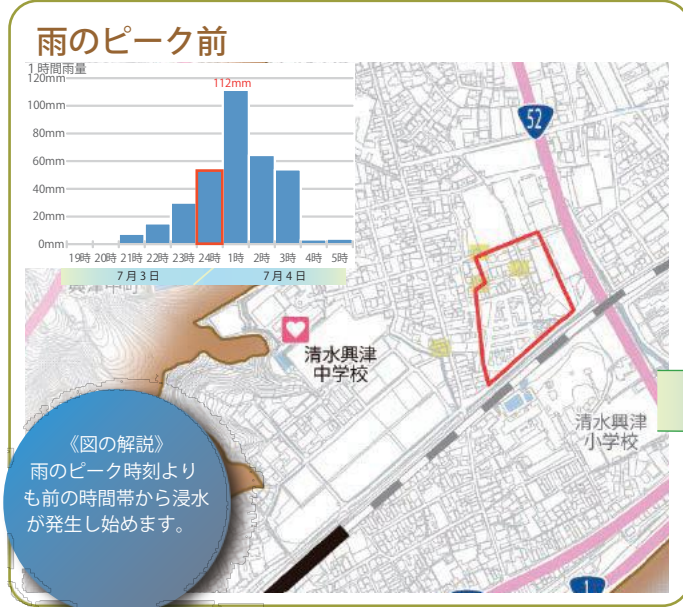 雨のピーク前
1時間雨量
120mm
112mm
100mm
80mm
60mm
40mm
20mm
0mm
19時 20時 21時 22時 23時 24時 1時 2時 3時 4時 5時
7月3日 7月4日
52
興津中町
清水興津
中学校
清水興津
小学校
《図の解説》
雨のピーク時刻より
も前の時間帯から浸水
が発生し始めます。
1